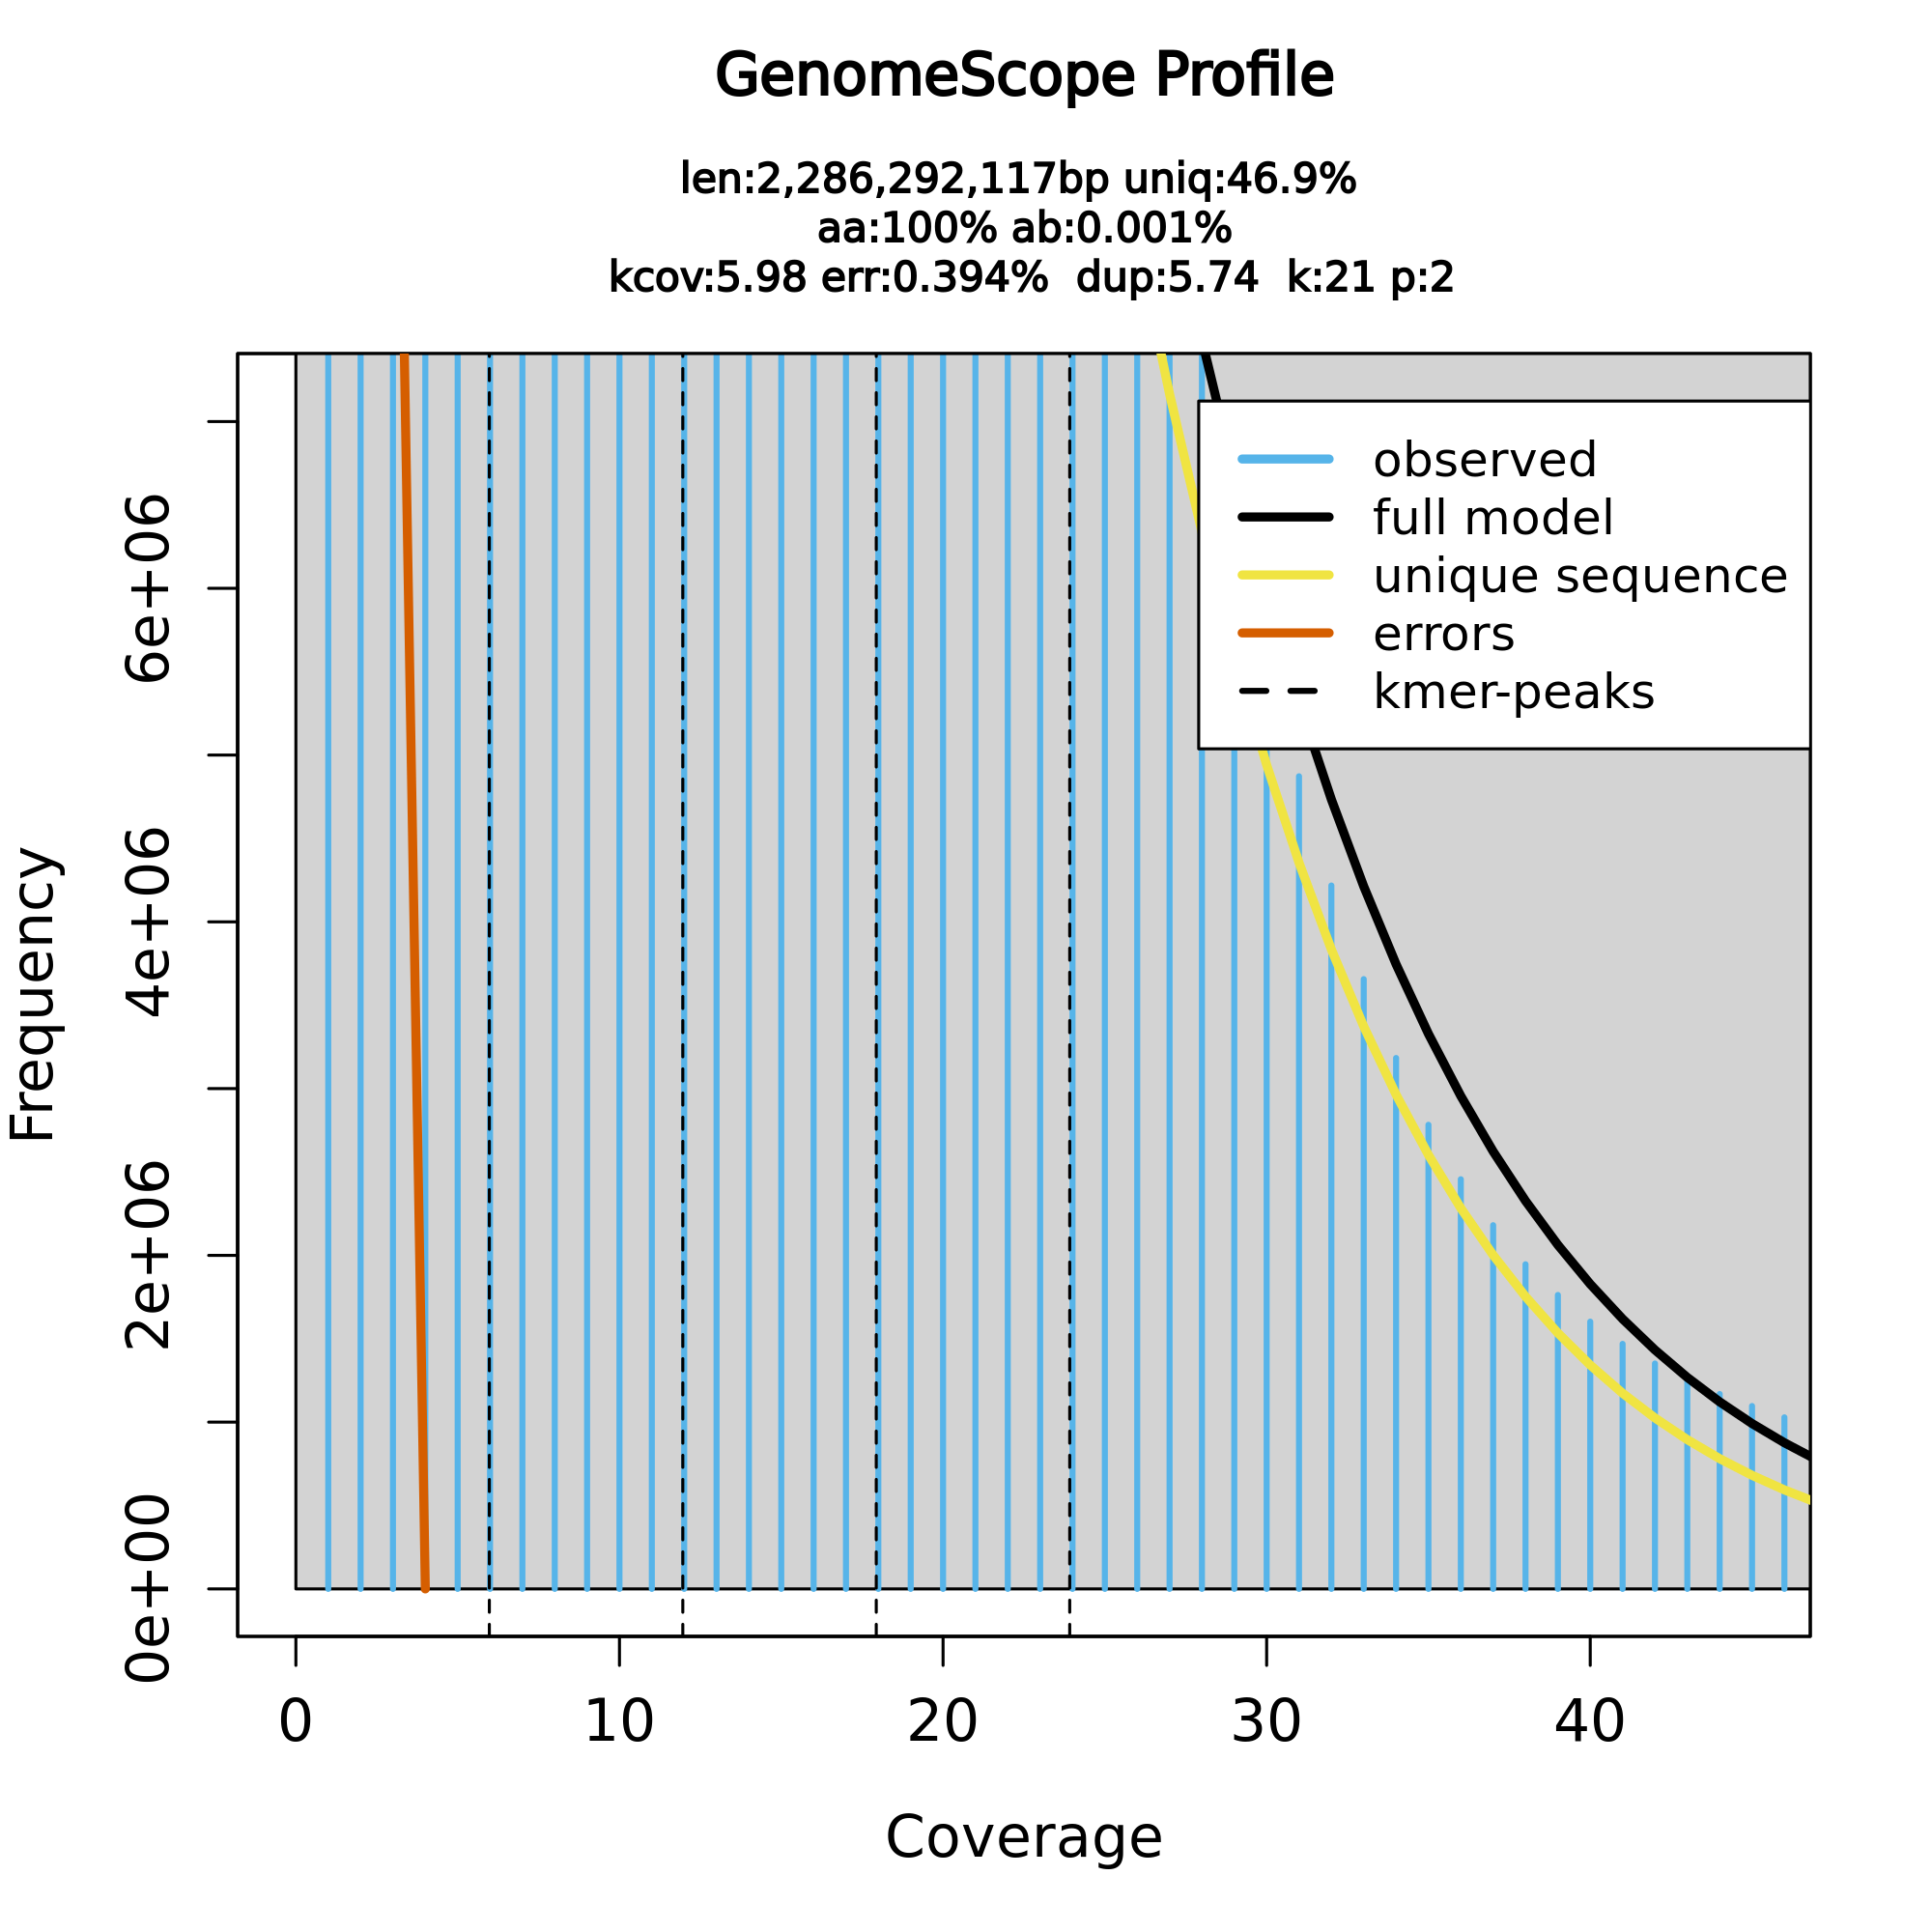 GenomeScope Profile
len:2,286,292,117bp uniq:46.9%
aa:100% ab:0.001%
kcov:5.98 err:0.394% dup:5.74 k:21 p:2
observed
full model
unique sequence
errors
kmer-peaks
Frequency
6e+06
4e+06
2e+06
0e+00
0 10 20 30 40
Coverage